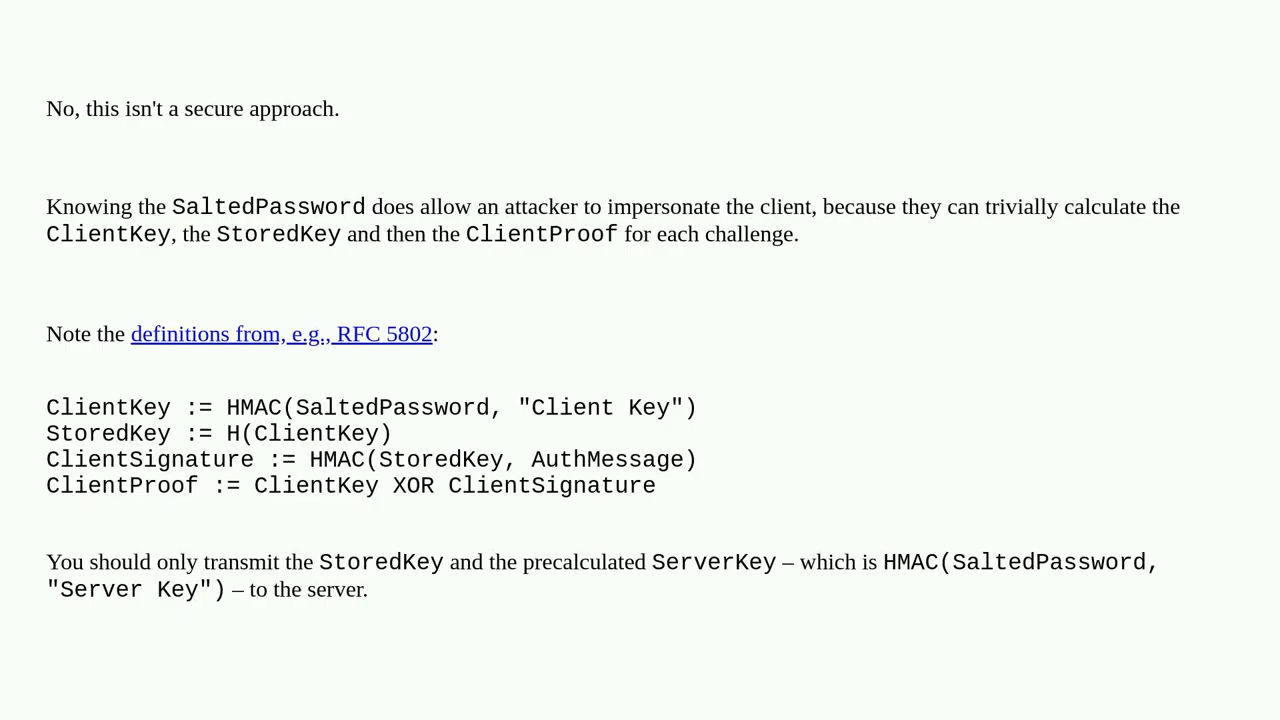 No, this isn't a secure approach.
Knowing the SaltedPassword does allow an attacker to impersonate the client, because they can trivially calculate the
ClientKey, the StoredKey and then the ClientProof for each challenge.
Note the definitions from, e.g., RFC 5802:
ClientKey := HMAC(SaltedPassword, "Client Key")
StoredKey := H(ClientKey)
ClientSignature := HMAC(StoredKey, AuthMessage)
ClientProof := ClientKey XOR ClientSignature
You should only transmit the StoredKey and the precalculated ServerKey – which is HMAC(SaltedPassword,
"Server Key") – to the server.